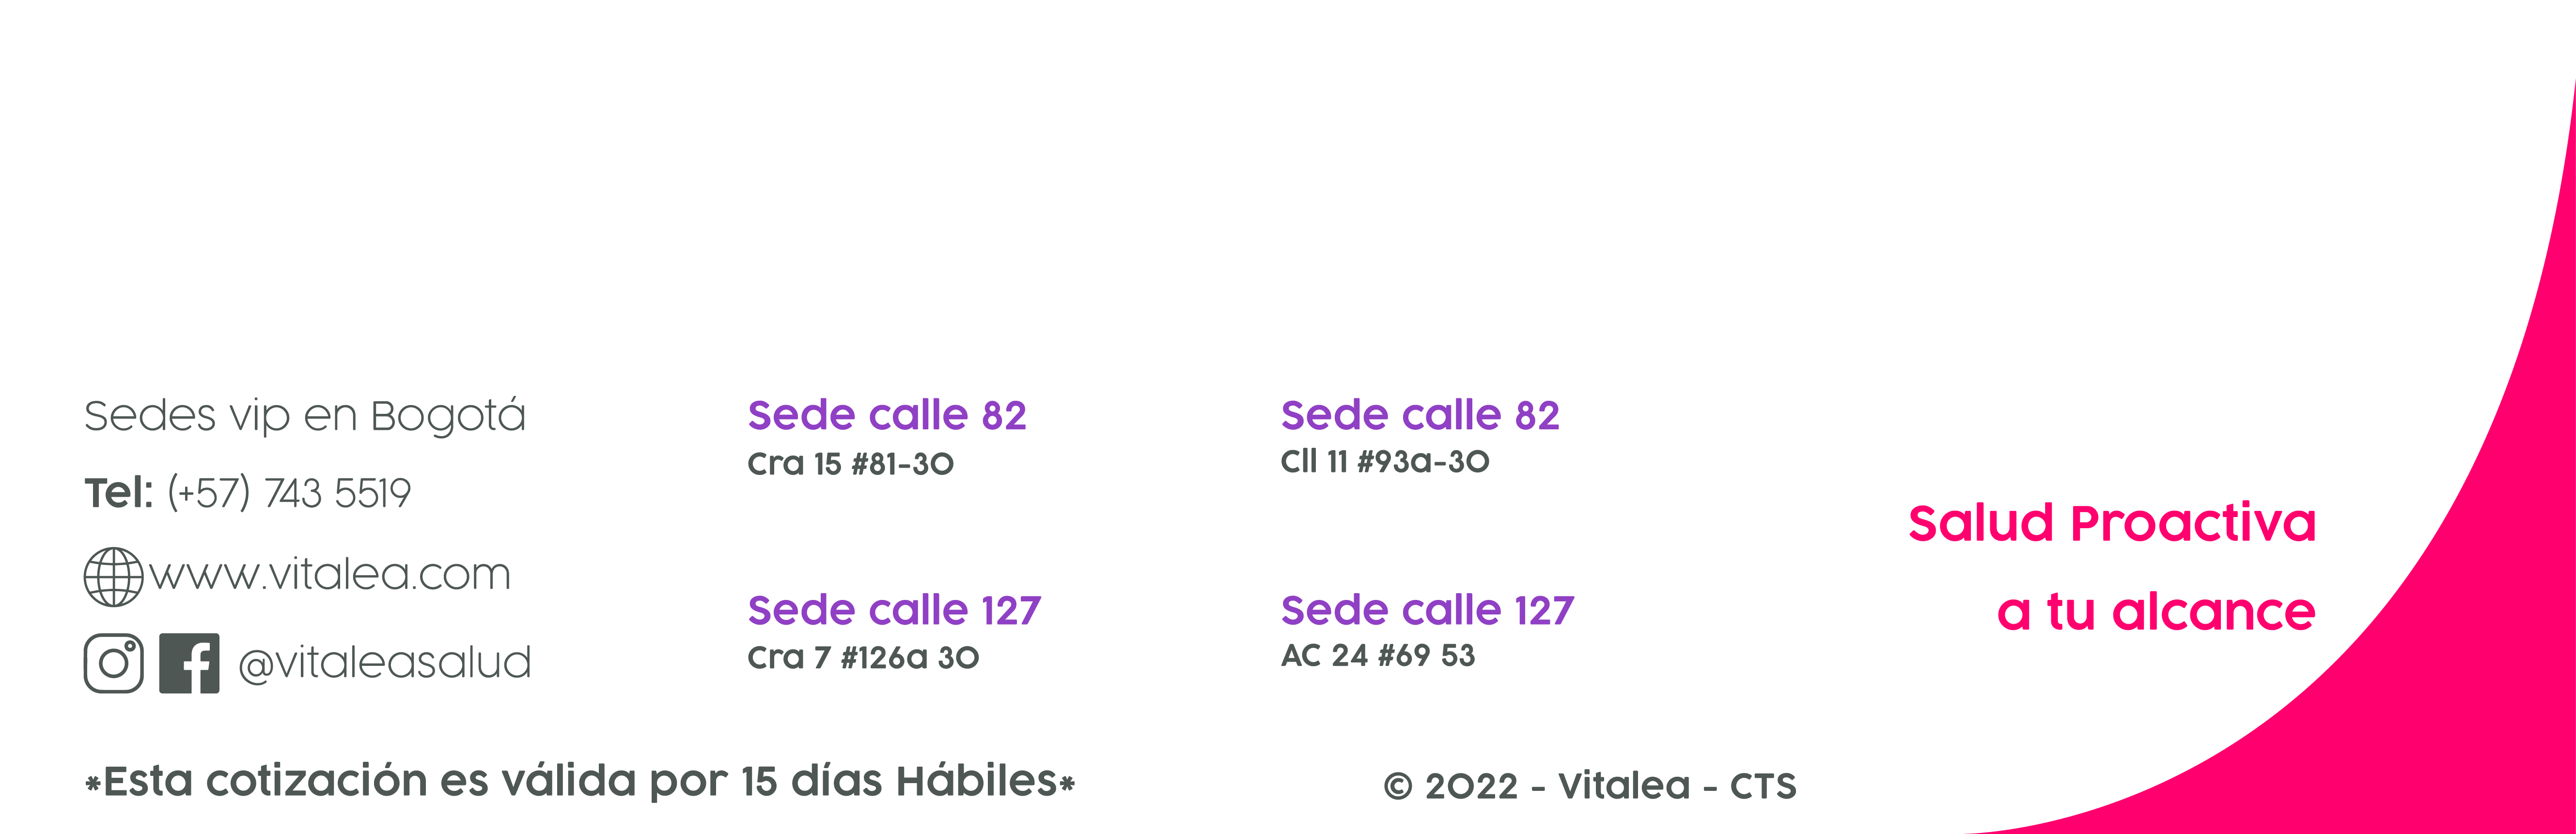 Sedes vip en Bogotá
Tel: (+57) 743 5519
www.vitalea.com
@vitaleasalud
Sede calle 82
Cra 15 #81-30
Sede calle 127
Cra 7 #126a 30
Sede calle 82
Cll 11 #93a-30
Sede calle 127
AC 24 #69 53
Salud Proactiva
a tu alcance
*Esta cotización es válida por 15 días Hábiles*
© 2022 - Vitalea - CTS